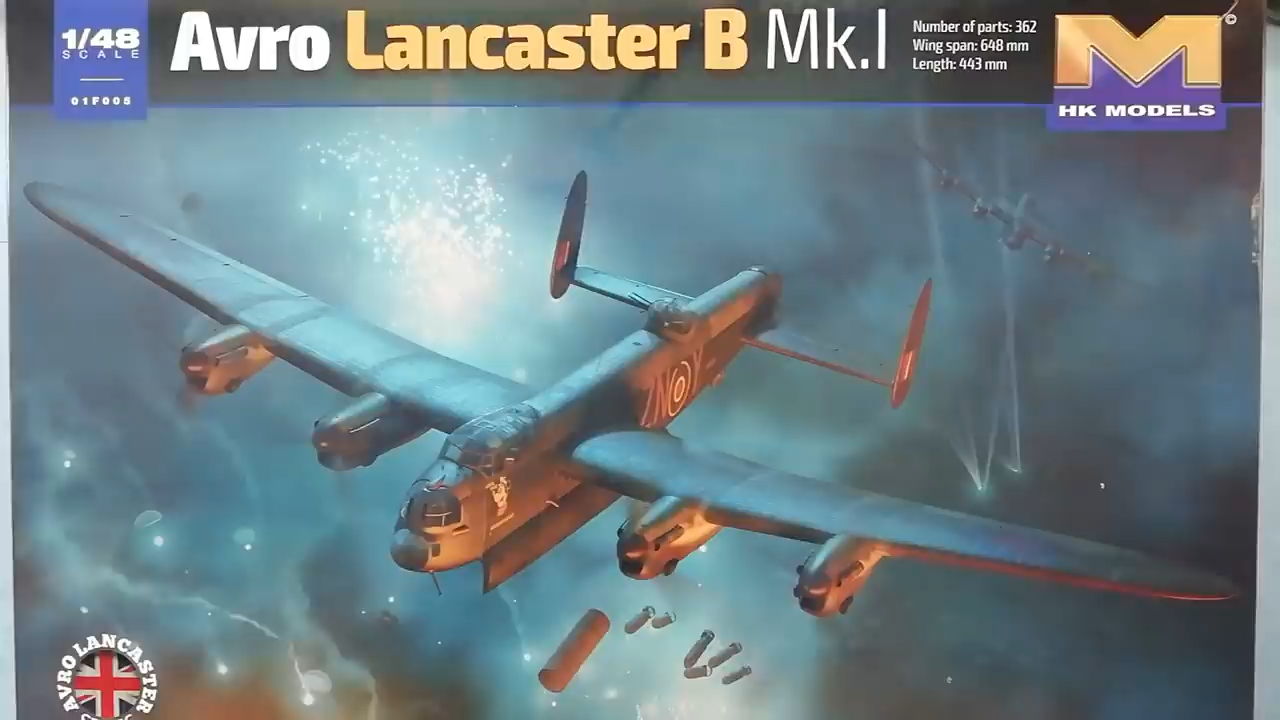 1/48
SCALE
01F005
Avro Lancaster B Mk.I
Number of parts: 362
Wing span: 648 mm
Length: 443 mm
©
HK MODELS
ZN Y
AVRO LANCASTER